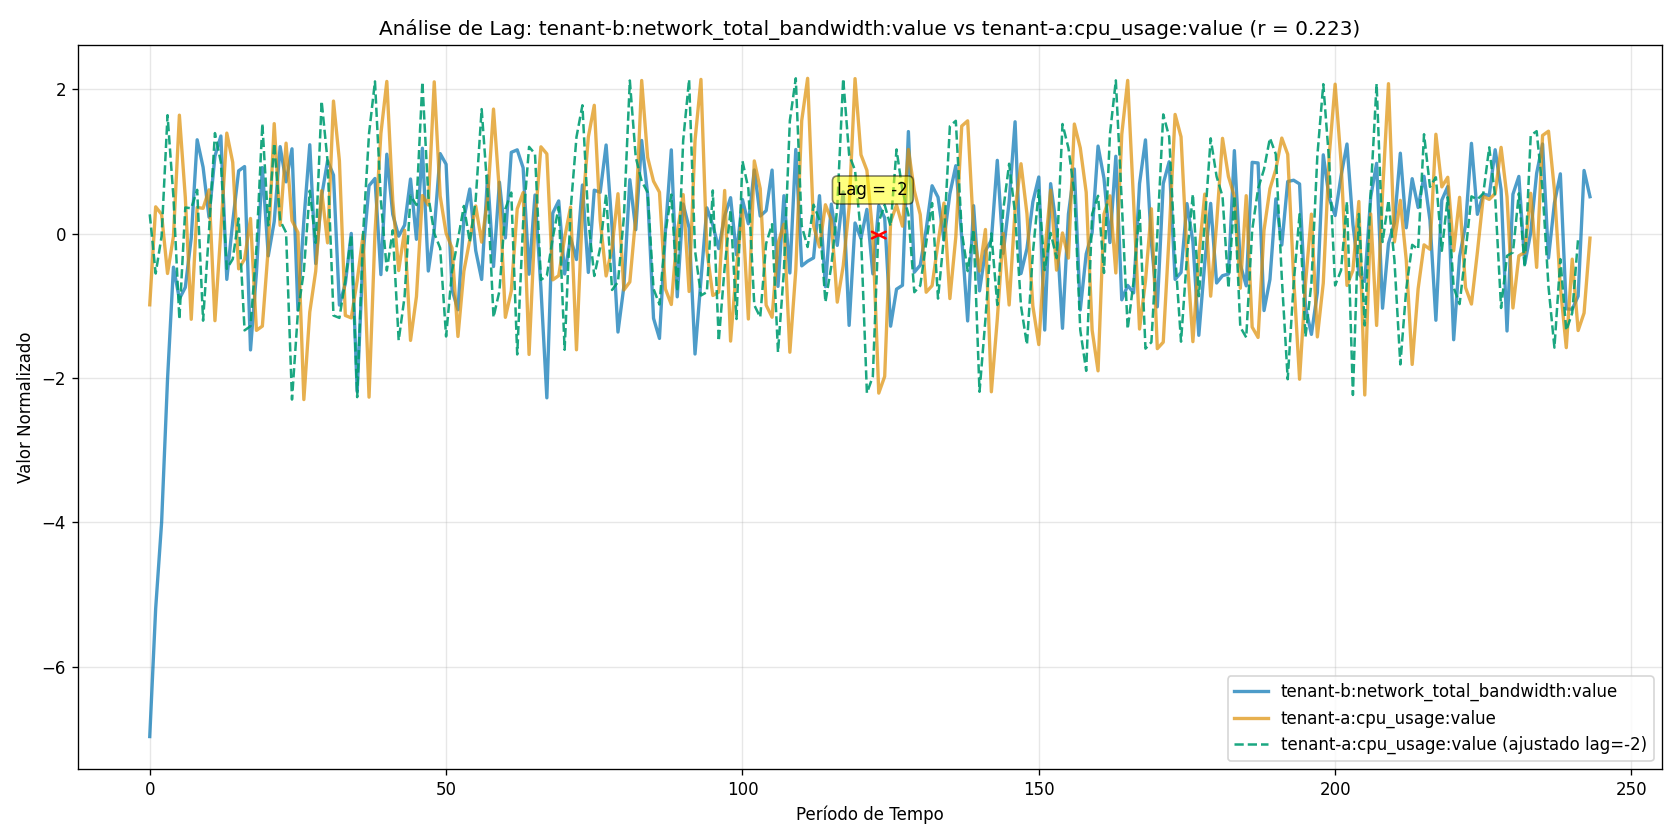 Análise de Lag: tenant-b:network_total_bandwidth:value vs tenant-a:cpu_usage:value (r = 0.223)
Valor Normalizado
2
0
−2
−4
−6
Lag = -2
tenant-b:network_total_bandwidth:value
tenant-a:cpu_usage:value
tenant-a:cpu_usage:value (ajustado lag=-2)
0 50 100 150 200 250
Período de Tempo